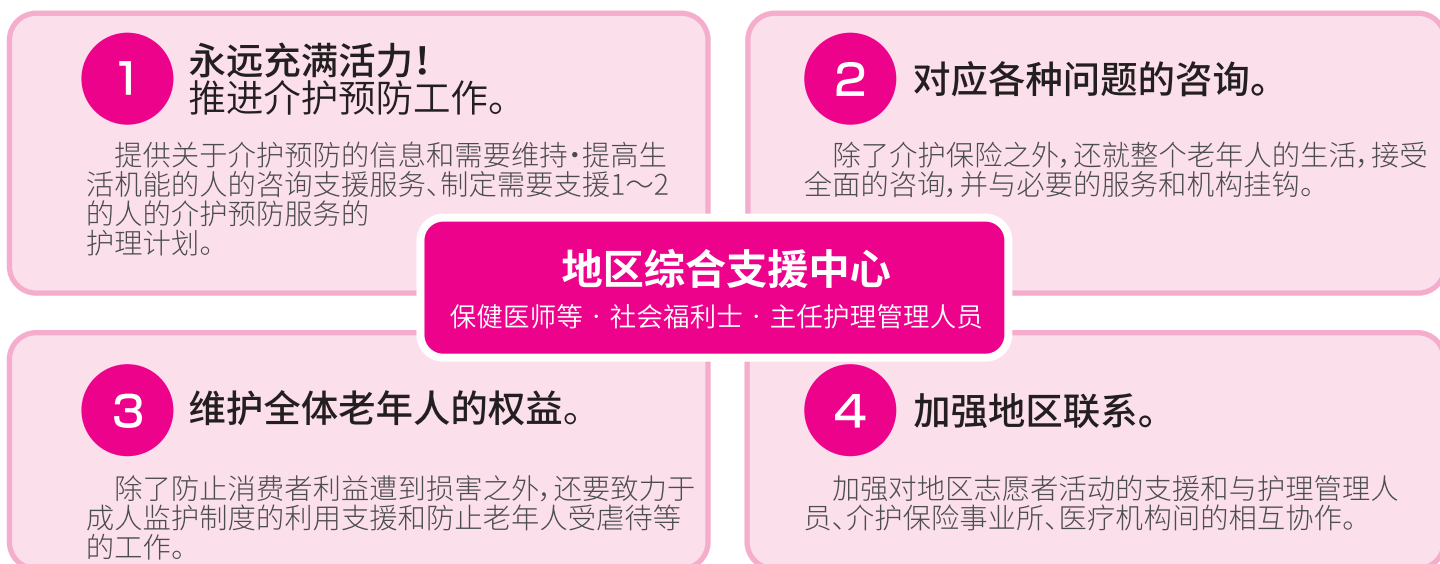 1
永远充满活力！
推进介护预防工作。
提供关于介护预防的信息和需要维持•提高生
活机能的人的咨询支援服务、制定需要支援1～2
的人的介护预防服务的
护理计划。
2
对应各种问题的咨询。
除了介护保险之外，还就整个老年人的生活，接受
全面的咨询，并与必要的服务和机构挂钩。
地区综合支援中心
保健医师等 · 社会福利士 · 主任护理管理人员
3
维护全体老年人的权益。
除了防止消费者利益遭到损害之外，还要致力于
成人监护制度的利用支援和防止老年人受虐待等
的工作。
4
加强地区联系。
加强对地区志愿者活动的支援和与护理管理人
员、介护保险事业所、医疗机构间的相互协作。